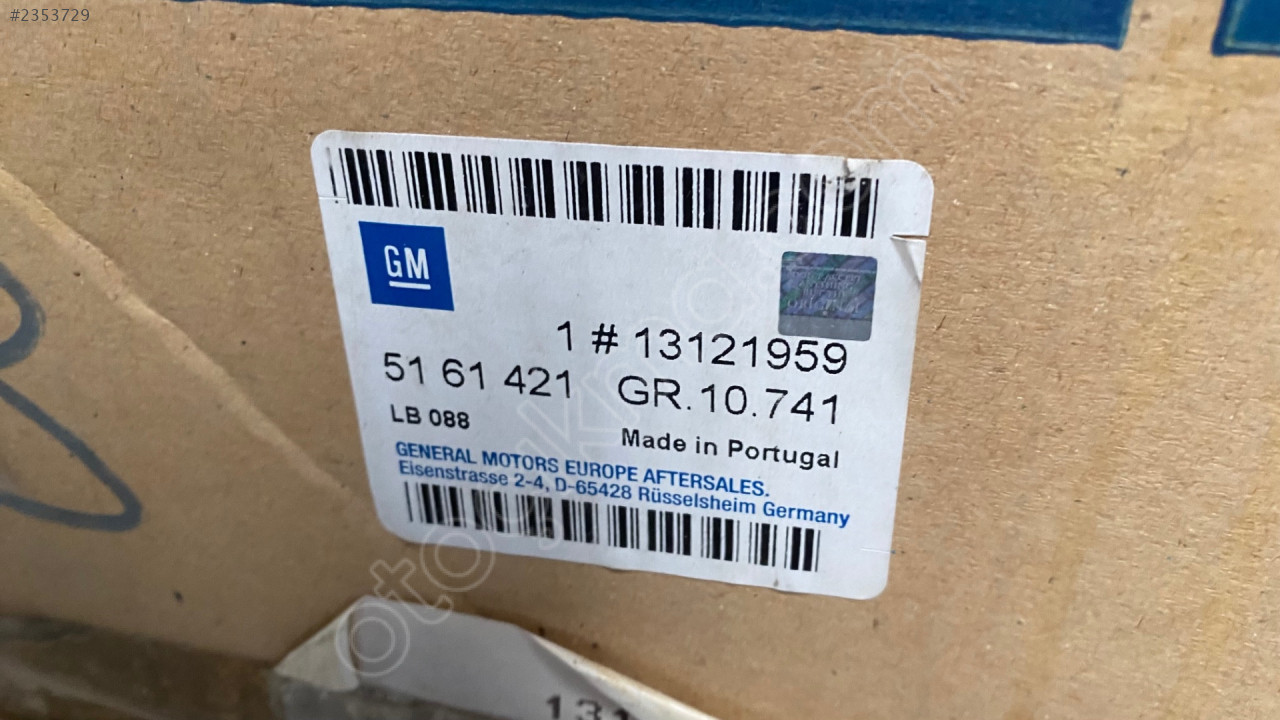 #2353729
GM
ORIGINAL
1 # 13121959
51 61 421 GR.10.741
LB 088
Made in Portugal
GENERAL MOTORS EUROPE AFTERSALES.
Eisenstrasse 2-4, D-65428 Rüsselsheim Germany
131